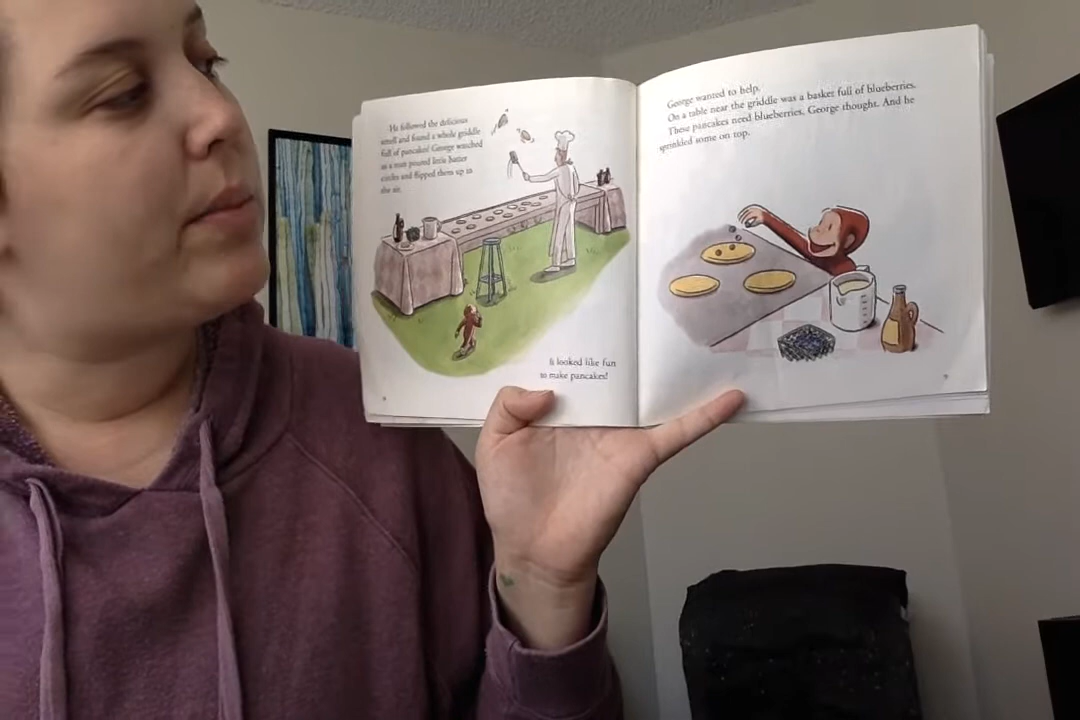 He followed the delicious
smell and found a whole griddle
full of pancakes! George watched
as a man poured little batter
circles and flipped them up in
the air.
It looked like fun
to make pancakes!
8
George wanted to help.
On a table near the griddle was a basket full of blueberries.
These pancakes need blueberries, George thought. And he
sprinkled some on top.
9